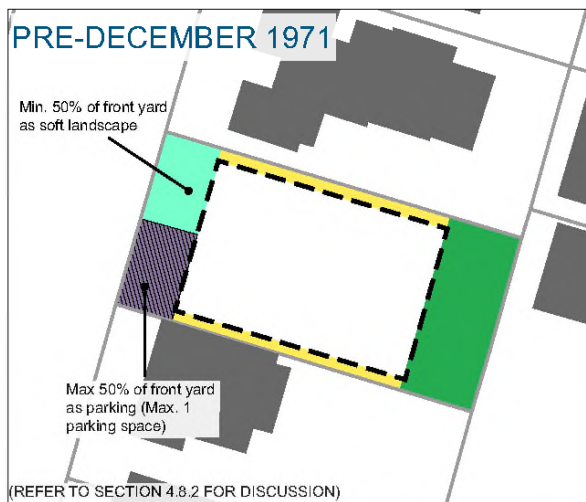 PRE-DECEMBER 1971
Min. 50% of front yard
as soft landscape
Max 50% of front yard
as parking (Max. 1
parking space)
(REFER TO SECTION 4.8.2 FOR DISCUSSION)